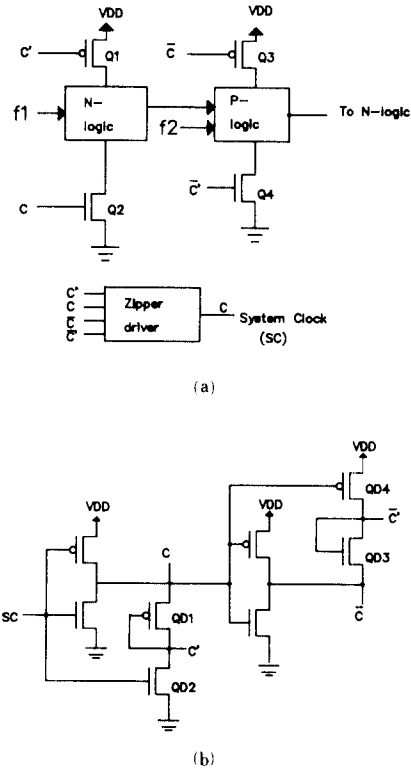 VDD
VDD
C'
Q1
C̅
Q3
f1
N-
logic
f2
P-
logic
To N-logic
C
Q2
C̅'
Q4
C'
C
C̅
C̅'
Zipper
driver
C
System Clock
(SC)
(a)
VDD
VDD
VDD
QD4
C̅'
C
QD3
SC
QD1
C'
C̅
QD2
(b)